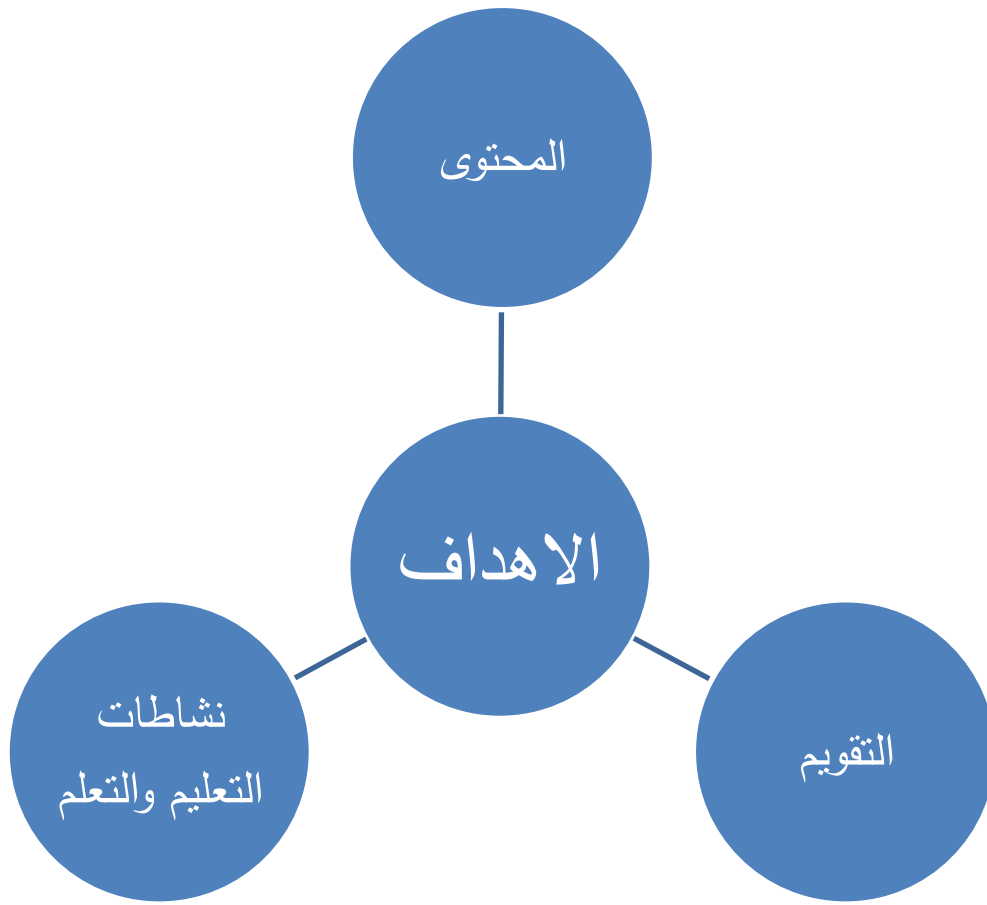 المحتوى
الاهداف
التقويم
نشاطات
التعليم والتعلم